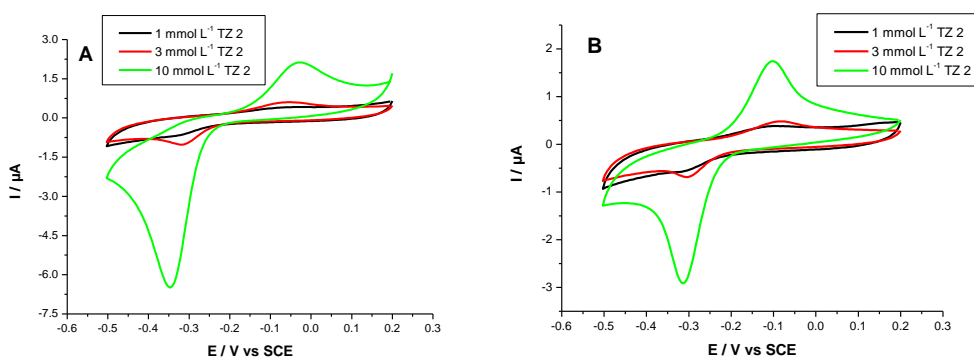 A
1 mmol L⁻¹ TZ 2
3 mmol L⁻¹ TZ 2
10 mmol L⁻¹ TZ 2
3.0
1.5
0.0
-1.5
-3.0
-4.5
-6.0
-7.5
I / µA
-0.6 -0.5 -0.4 -0.3 -0.2 -0.1 0.0 0.1 0.2 0.3
E / V vs SCE
B
1 mmol L⁻¹ TZ 2
3 mmol L⁻¹ TZ 2
10 mmol L⁻¹ TZ 2
2
1
0
-1
-2
-3
I / µA
-0.6 -0.5 -0.4 -0.3 -0.2 -0.1 0.0 0.1 0.2 0.3
E / V vs SCE